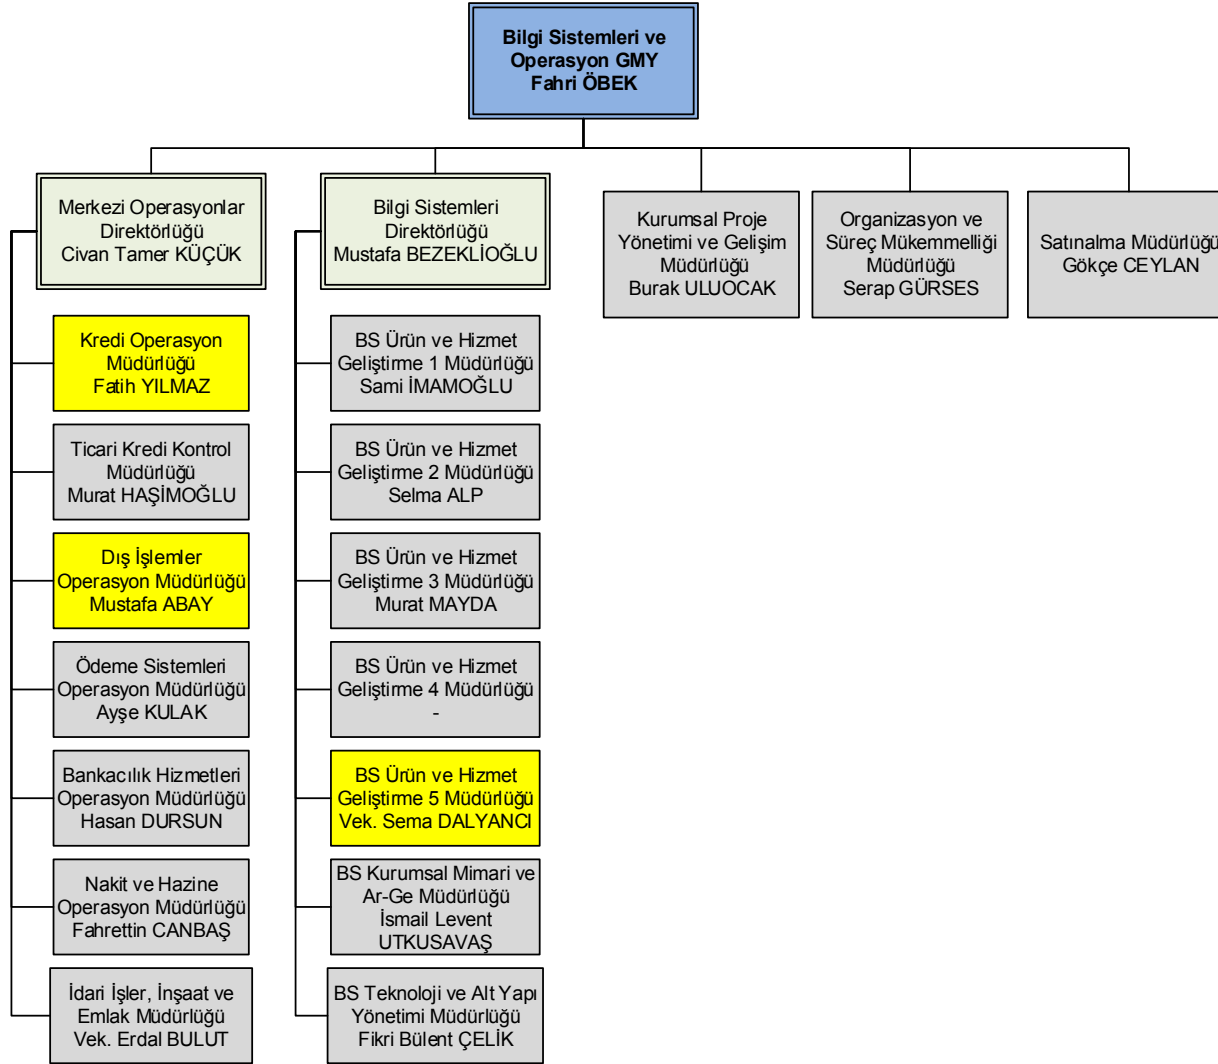 Bilgi Sistemleri ve
Operasyon GMY
Fahri ÖBEK
Merkezi Operasyonlar
Direktörlüğü
Civan Tamer KÜÇÜK
Bilgi Sistemleri
Direktörlüğü
Mustafa BEZEKLİOĞLU
Kurumsal Proje
Yönetimi ve Gelişim
Müdürlüğü
Burak ULUOCAK
Organizasyon ve
Süreç Mükemmelliği
Müdürlüğü
Serap GÜRSES
Satınalma Müdürlüğü
Gökçe CEYLAN
Kredi Operasyon
Müdürlüğü
Fatih YILMAZ
Ticari Kredi Kontrol
Müdürlüğü
Murat HAŞİMOĞLU
Dış İşlemler
Operasyon Müdürlüğü
Mustafa ABAY
Ödeme Sistemleri
Operasyon Müdürlüğü
Ayşe KULAK
Bankacılık Hizmetleri
Operasyon Müdürlüğü
Hasan DURSUN
Nakit ve Hazine
Operasyon Müdürlüğü
Fahrettin CANBAŞ
İdari İşler, İnşaat ve
Emlak Müdürlüğü
Vek. Erdal BULUT
BS Ürün ve Hizmet
Geliştirme 1 Müdürlüğü
Sami İMAMOĞLU
BS Ürün ve Hizmet
Geliştirme 2 Müdürlüğü
Selma ALP
BS Ürün ve Hizmet
Geliştirme 3 Müdürlüğü
Murat MAYDA
BS Ürün ve Hizmet
Geliştirme 4 Müdürlüğü
-
BS Ürün ve Hizmet
Geliştirme 5 Müdürlüğü
Vek. Sema DALYANCI
BS Kurumsal Mimari ve
Ar-Ge Müdürlüğü
İsmail Levent
UTKUSAVAŞ
BS Teknoloji ve Alt Yapı
Yönetimi Müdürlüğü
Fikri Bülent ÇELİK